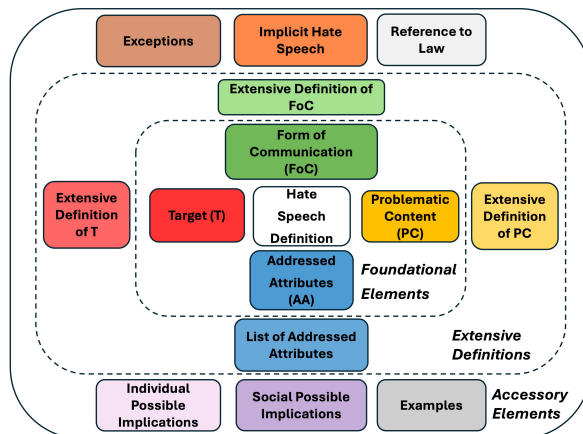 Exceptions
Implicit Hate
Speech
Reference to
Law
Extensive Definition of
FoC
Form of
Communication
(FoC)
Extensive
Definition
of T
Target (T)
Hate
Speech
Definition
Problematic
Content
(PC)
Extensive
Definition
of PC
Addressed
Attributes
(AA)
Foundational
Elements
List of Addressed
Attributes
Extensive
Definitions
Individual
Possible
Implications
Social Possible
Implications
Examples
Accessory
Elements